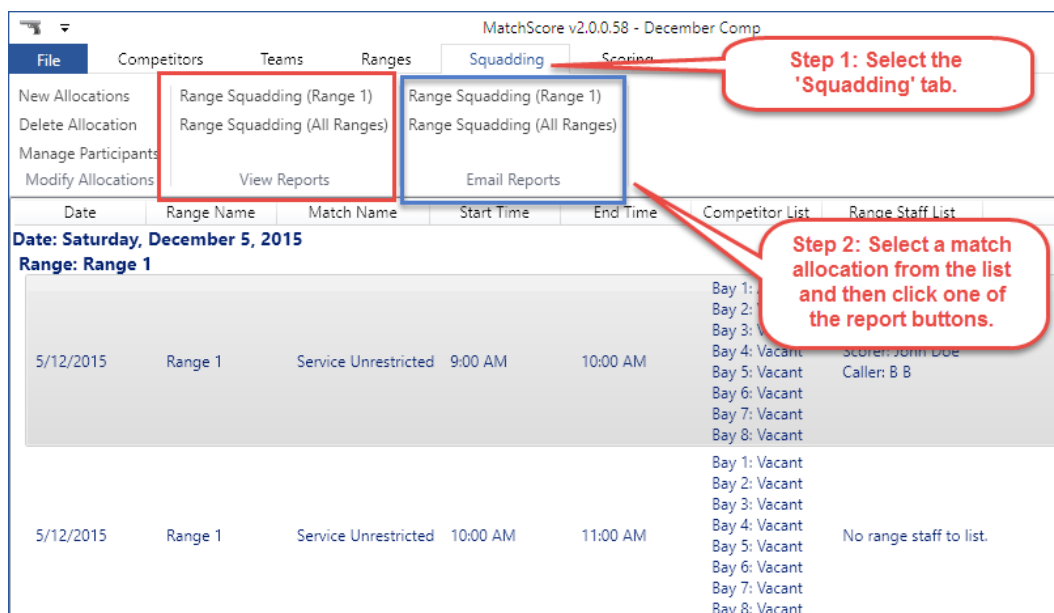 MatchScore v2.0.0.58 - December Comp
File Competitors Teams Ranges Squadding Scoring
Step 1: Select the
'Squadding' tab.
New Allocations Range Squadding (Range 1) Range Squadding (Range 1)
Delete Allocation Range Squadding (All Ranges) Range Squadding (All Ranges)
Manage Participants
Modify Allocations View Reports Email Reports
Date Range Name Match Name Start Time End Time Competitor List Range Staff List
Date: Saturday, December 5, 2015
Range: Range 1
Step 2: Select a match
allocation from the list
and then click one of
the report buttons.
Bay 1:
Bay 2:
Bay 3:
Bay 4: Vacant Scorer: John Doe
5/12/2015 Range 1 Service Unrestricted 9:00 AM 10:00 AM
Bay 5: Vacant Caller: B B
Bay 6: Vacant
Bay 7: Vacant
Bay 8: Vacant
Bay 1: Vacant
Bay 2: Vacant
Bay 3: Vacant
Bay 4: Vacant
5/12/2015 Range 1 Service Unrestricted 10:00 AM 11:00 AM No range staff to list.
Bay 5: Vacant
Bay 6: Vacant
Bay 7: Vacant
Bay 8: Vacant